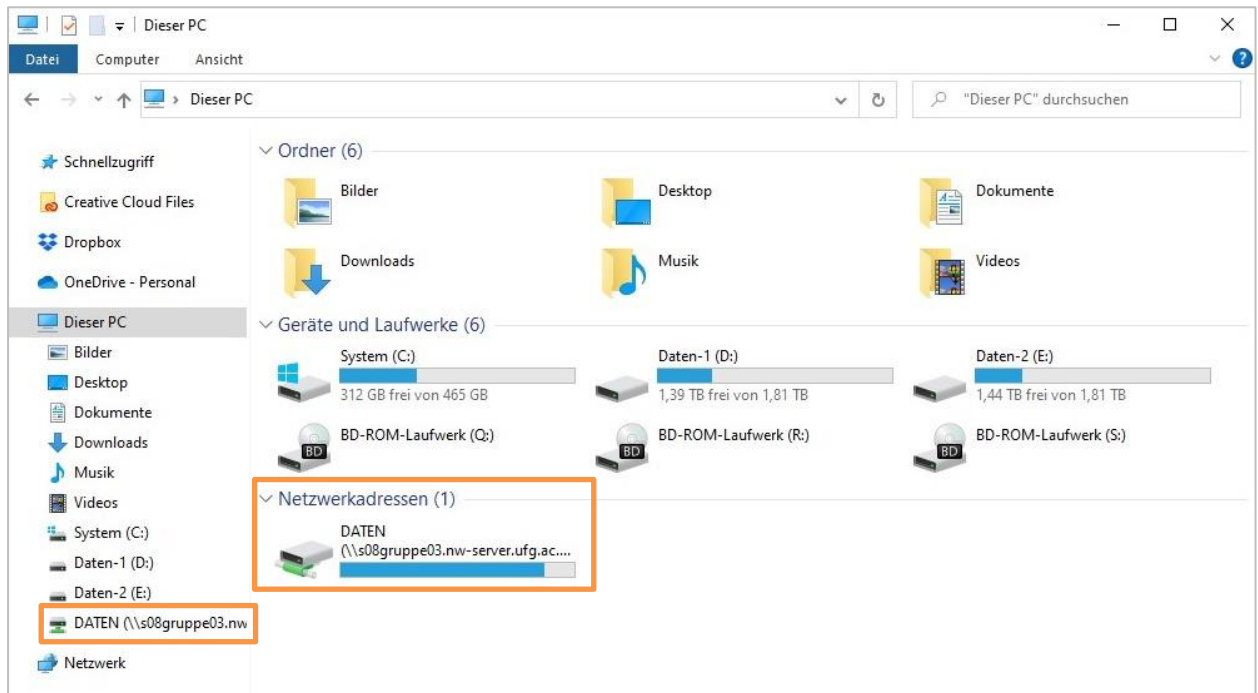 Dieser PC
Datei Computer Ansicht
Dieser PC
"Dieser PC" durchsuchen
Schnellzugriff
Creative Cloud Files
Dropbox
OneDrive - Personal
Dieser PC
Bilder
Desktop
Dokumente
Downloads
Musik
Videos
System (C:)
Daten-1 (D:)
Daten-2 (E:)
DATEN (\\s08gruppe03.nw
Netzwerk
Ordner (6)
Bilder
Desktop
Dokumente
Downloads
Musik
Videos
Geräte und Laufwerke (6)
System (C:)
312 GB frei von 465 GB
Daten-1 (D:)
1,39 TB frei von 1,81 TB
Daten-2 (E:)
1,44 TB frei von 1,81 TB
BD
BD-ROM-Laufwerk (Q:)
BD
BD-ROM-Laufwerk (R:)
BD
BD-ROM-Laufwerk (S:)
Netzwerkadressen (1)
DATEN
(\\s08gruppe03.nw-server.ufg.ac....